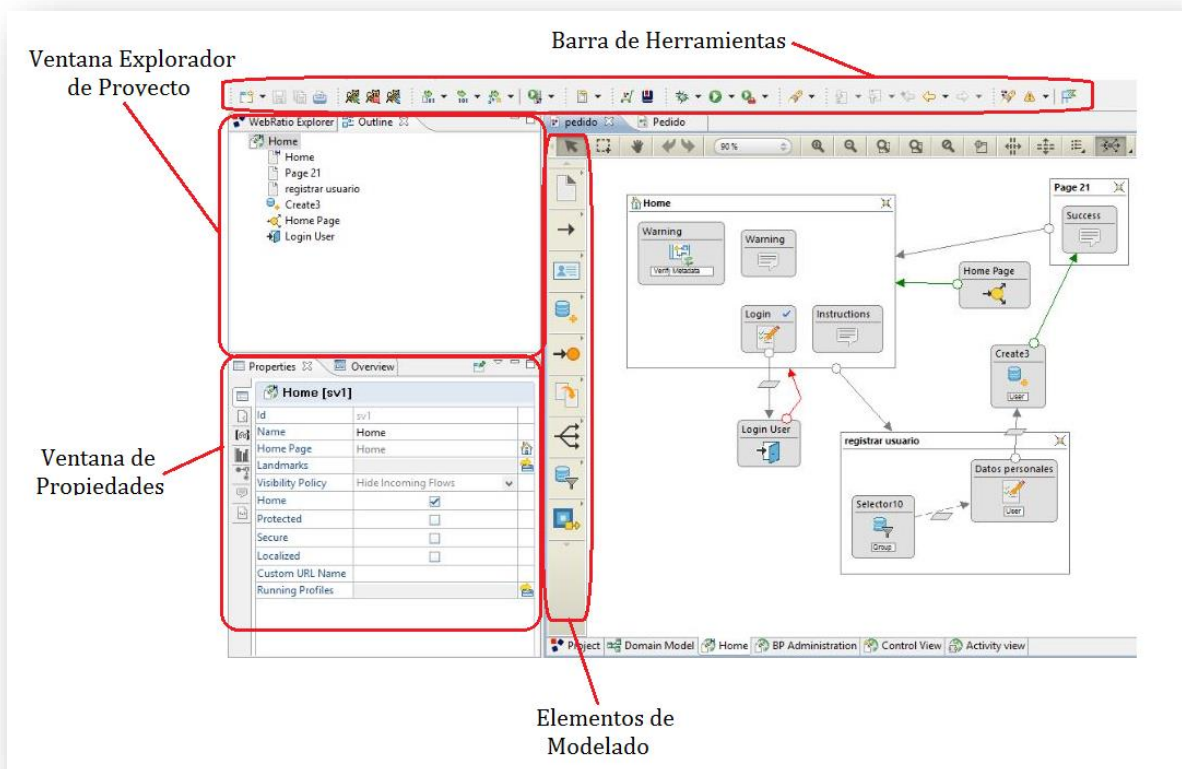 Barra de Herramientas
Ventana Explorador
de Proyecto
WebRatio Explorer
Outline
Home
Home
Page 21
registrar usuario
Create3
Home Page
Login User
pedido
Pedido
90 %
Home
Warning
Verify Metadata
Warning
Login
Instructions
Page 21
Success
Home Page
Create3
User
Login User
registrar usuario
Datos personales
User
Selector10
Group
Ventana de
Propiedades
Properties
Overview
Home [sv1]
Id sv1
Name Home
Home Page Home
Landmarks
Visibility Policy Hide Incoming Flows
Home
Protected
Secure
Localized
Custom URL Name
Running Profiles
Project Domain Model Home BP Administration Control View Activity view
Elementos de
Modelado